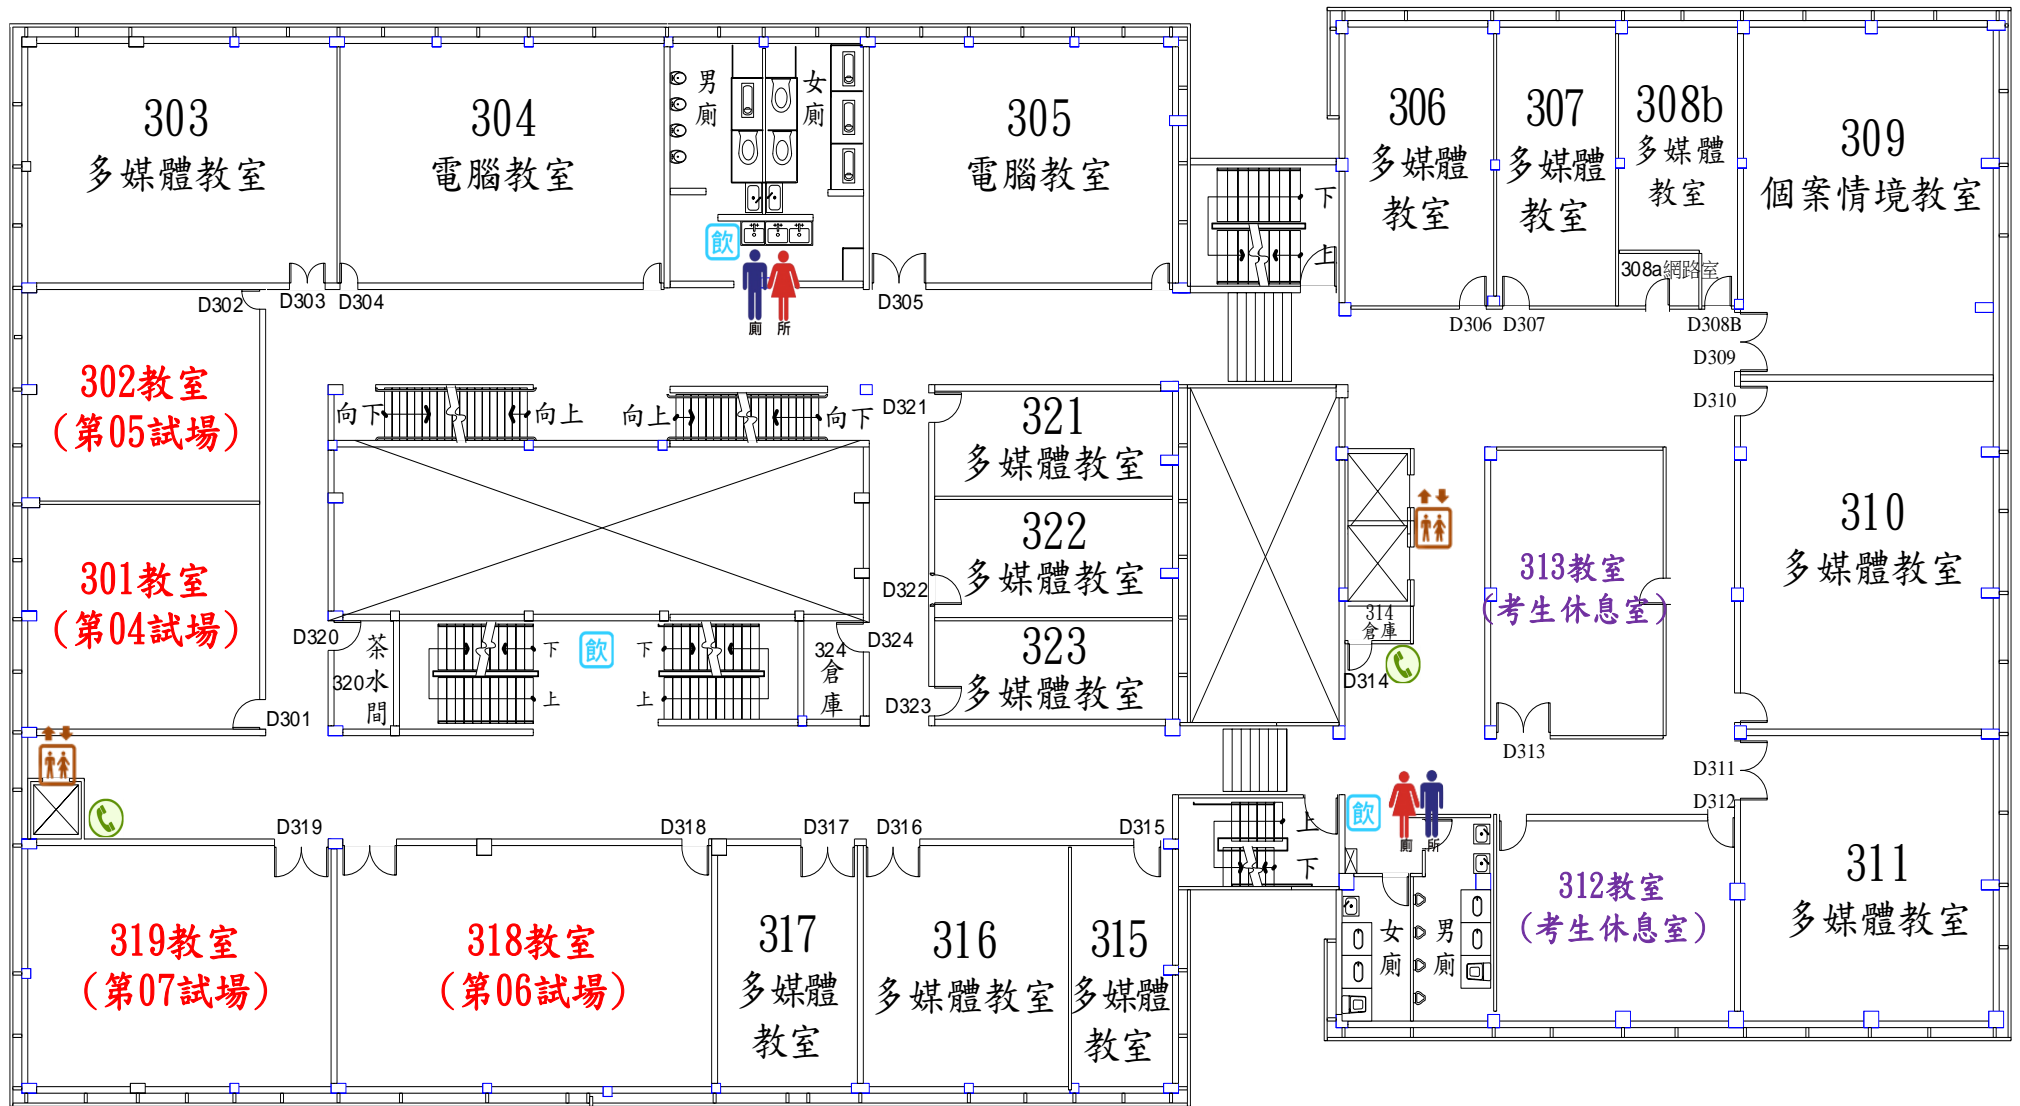 303
多媒體教室
304
電腦教室
男廁
女廁
305
電腦教室
306
多媒體
教室
307
多媒體
教室
308b
多媒體
教室
309
個案情境教室
下
上
飲
廁 所
308a網路室
D302
D303
D304
D305
D306
D307
D308B
D309
D310
302教室
(第05試場)
向下
向上
向上
向下
D321
321
多媒體教室
322
多媒體教室
D322
323
多媒體教室
D323
310
多媒體教室
313教室
(考生休息室)
301教室
(第04試場)
D320
320茶水間
下
上
飲
下
上
324
倉庫
D324
314
倉庫
D314
D301
D313
D311
D312
D319
D318
D317
D316
D315
上
下
飲
廁 所
319教室
(第07試場)
318教室
(第06試場)
317
多媒體
教室
316
多媒體教室
315
多媒體
教室
女廁
男廁
312教室
(考生休息室)
311
多媒體教室